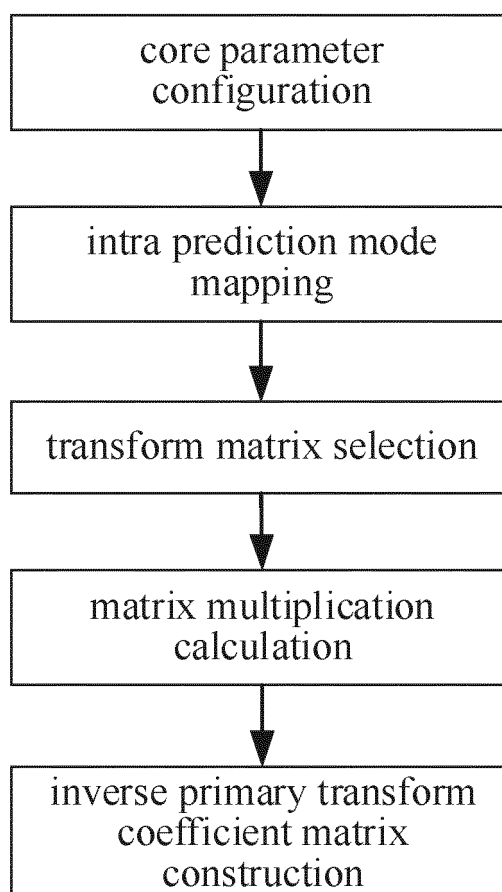 core parameter
configuration
intra prediction mode
mapping
transform matrix selection
matrix multiplication
calculation
inverse primary transform
coefficient matrix
construction